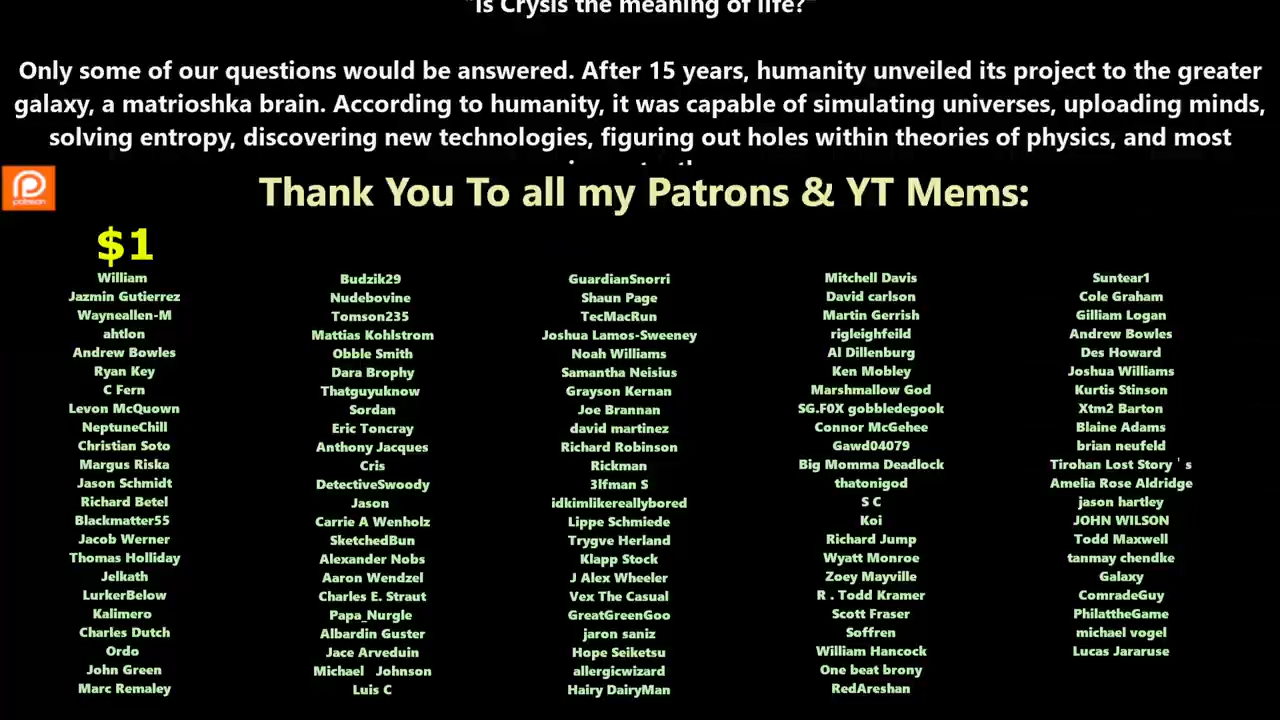 "Is Crysis the meaning of life?"
Only some of our questions would be answered. After 15 years, humanity unveiled its project to the greater
galaxy, a matrioshka brain. According to humanity, it was capable of simulating universes, uploading minds,
solving entropy, discovering new technologies, figuring out holes within theories of physics, and most
patreon
Thank You To all my Patrons & YT Mems:
$1
William
Jazmin Gutierrez
Wayneallen-M
ahtlon
Andrew Bowles
Ryan Key
C Fern
Levon McQuown
NeptuneChill
Christian Soto
Margus Riska
Jason Schmidt
Richard Betel
Blackmatter55
Jacob Werner
Thomas Holliday
Jelkath
LurkerBelow
Kalimero
Charles Dutch
Ordo
John Green
Marc Remaley
Budzik29
Nudebovine
Tomson235
Mattias Kohlstrom
Obble Smith
Dara Brophy
Thatguyuknow
Sordan
Eric Toncray
Anthony Jacques
Cris
DetectiveSwoody
Jason
Carrie A Wenholz
SketchedBun
Alexander Nobs
Aaron Wendzel
Charles E. Straut
Papa_Nurgle
Albardin Guster
Jace Arveduin
Michael Johnson
Luis C
GuardianSnorri
Shaun Page
TecMacRun
Joshua Lamos-Sweeney
Noah Williams
Samantha Neisius
Grayson Kernan
Joe Brannan
david martinez
Richard Robinson
Rickman
3lfman S
idkimlikereallybored
Lippe Schmiede
Trygve Herland
Klapp Stock
J Alex Wheeler
Vex The Casual
GreatGreenGoo
jaron saniz
Hope Seiketsu
allergicwizard
Hairy DairyMan
Mitchell Davis
David carlson
Martin Gerrish
rigleighfeild
Al Dillenburg
Ken Mobley
Marshmallow God
SG.F0X gobbledegook
Connor McGehee
Gawd04079
Big Momma Deadlock
thatonigod
S C
Koi
Richard Jump
Wyatt Monroe
Zoey Mayville
R . Todd Kramer
Scott Fraser
Soffren
William Hancock
One beat brony
RedAreshan
Suntear1
Cole Graham
Gilliam Logan
Andrew Bowles
Des Howard
Joshua Williams
Kurtis Stinson
Xtm2 Barton
Blaine Adams
brian neufeld
Tirohan Lost Story ' s
Amelia Rose Aldridge
jason hartley
JOHN WILSON
Todd Maxwell
tanmay chendke
Galaxy
ComradeGuy
PhilattheGame
michael vogel
Lucas Jararuse